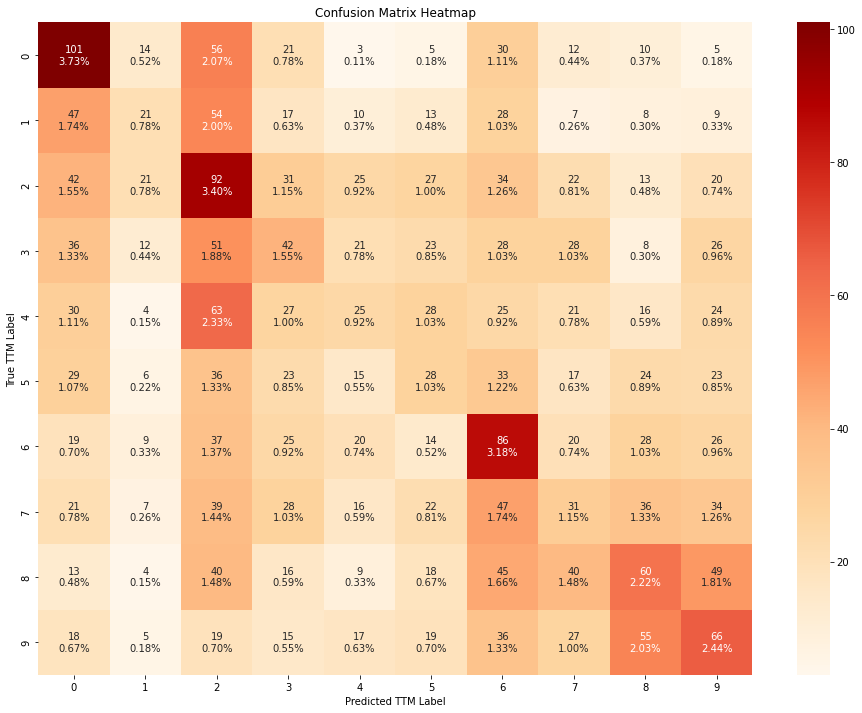 Confusion Matrix Heatmap
0 101 14 56 21 3 5 30 12 10 5
3.73% 0.52% 2.07% 0.78% 0.11% 0.18% 1.11% 0.44% 0.37% 0.18%
1 47 21 54 17 10 13 28 7 8 9
1.74% 0.78% 2.00% 0.63% 0.37% 0.48% 1.03% 0.26% 0.30% 0.33%
2 42 21 92 31 25 27 34 22 13 20
1.55% 0.78% 3.40% 1.15% 0.92% 1.00% 1.26% 0.81% 0.48% 0.74%
3 36 12 51 42 21 23 28 28 8 26
1.33% 0.44% 1.88% 1.55% 0.78% 0.85% 1.03% 1.03% 0.30% 0.96%
4 30 4 63 27 25 28 25 21 16 24
1.11% 0.15% 2.33% 1.00% 0.92% 1.03% 0.92% 0.78% 0.59% 0.89%
5 29 6 36 23 15 28 33 17 24 23
1.07% 0.22% 1.33% 0.85% 0.55% 1.03% 1.22% 0.63% 0.89% 0.85%
6 19 9 37 25 20 14 86 20 28 26
0.70% 0.33% 1.37% 0.92% 0.74% 0.52% 3.18% 0.74% 1.03% 0.96%
7 21 7 39 28 16 22 47 31 36 34
0.78% 0.26% 1.44% 1.03% 0.59% 0.81% 1.74% 1.15% 1.33% 1.26%
8 13 4 40 16 9 18 45 40 60 49
0.48% 0.15% 1.48% 0.59% 0.33% 0.67% 1.66% 1.48% 2.22% 1.81%
9 18 5 19 15 17 19 36 27 55 66
0.67% 0.18% 0.70% 0.55% 0.63% 0.70% 1.33% 1.00% 2.03% 2.44%
0 1 2 3 4 5 6 7 8 9
Predicted TTM Label
True TTM Label
100
80
60
40
20